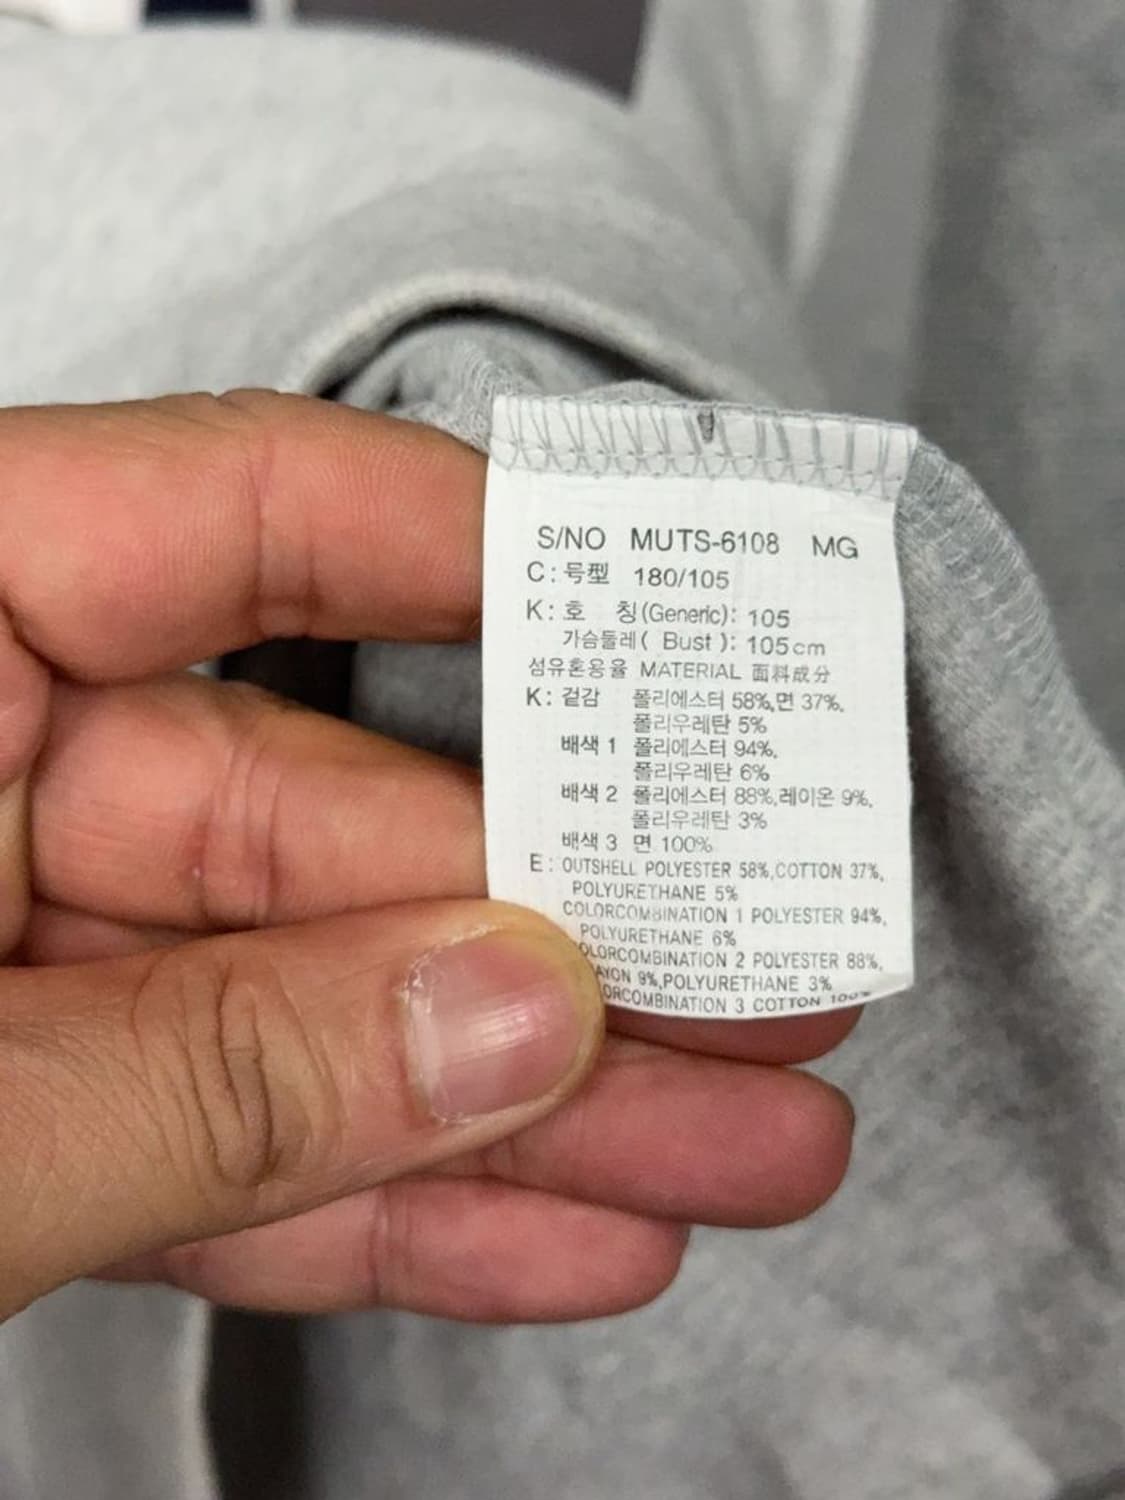 S/NO MUTS-6108 MG
C: 号型 180/105
K: 호 칭(Generic): 105
가슴둘레( Bust ): 105cm
섬유혼용율 MATERIAL 面料成分
K: 겉감 폴리에스터 58%,면 37%,
폴리우레탄 5%
배색 1 폴리에스터 94%,
폴리우레탄 6%
배색 2 폴리에스터 88%,레이온 9%,
폴리우레탄 3%
배색 3 면 100%
E: OUTSHELL POLYESTER 58%,COTTON 37%,
POLYURETHANE 5%
COLORCOMBINATION 1 POLYESTER 94%,
POLYURETHANE 6%
OLORCOMBINATION 2 POLYESTER 88%,
AYON 9%,POLYURETHANE 3%
ORCOMBINATION 3 COTTON 100%